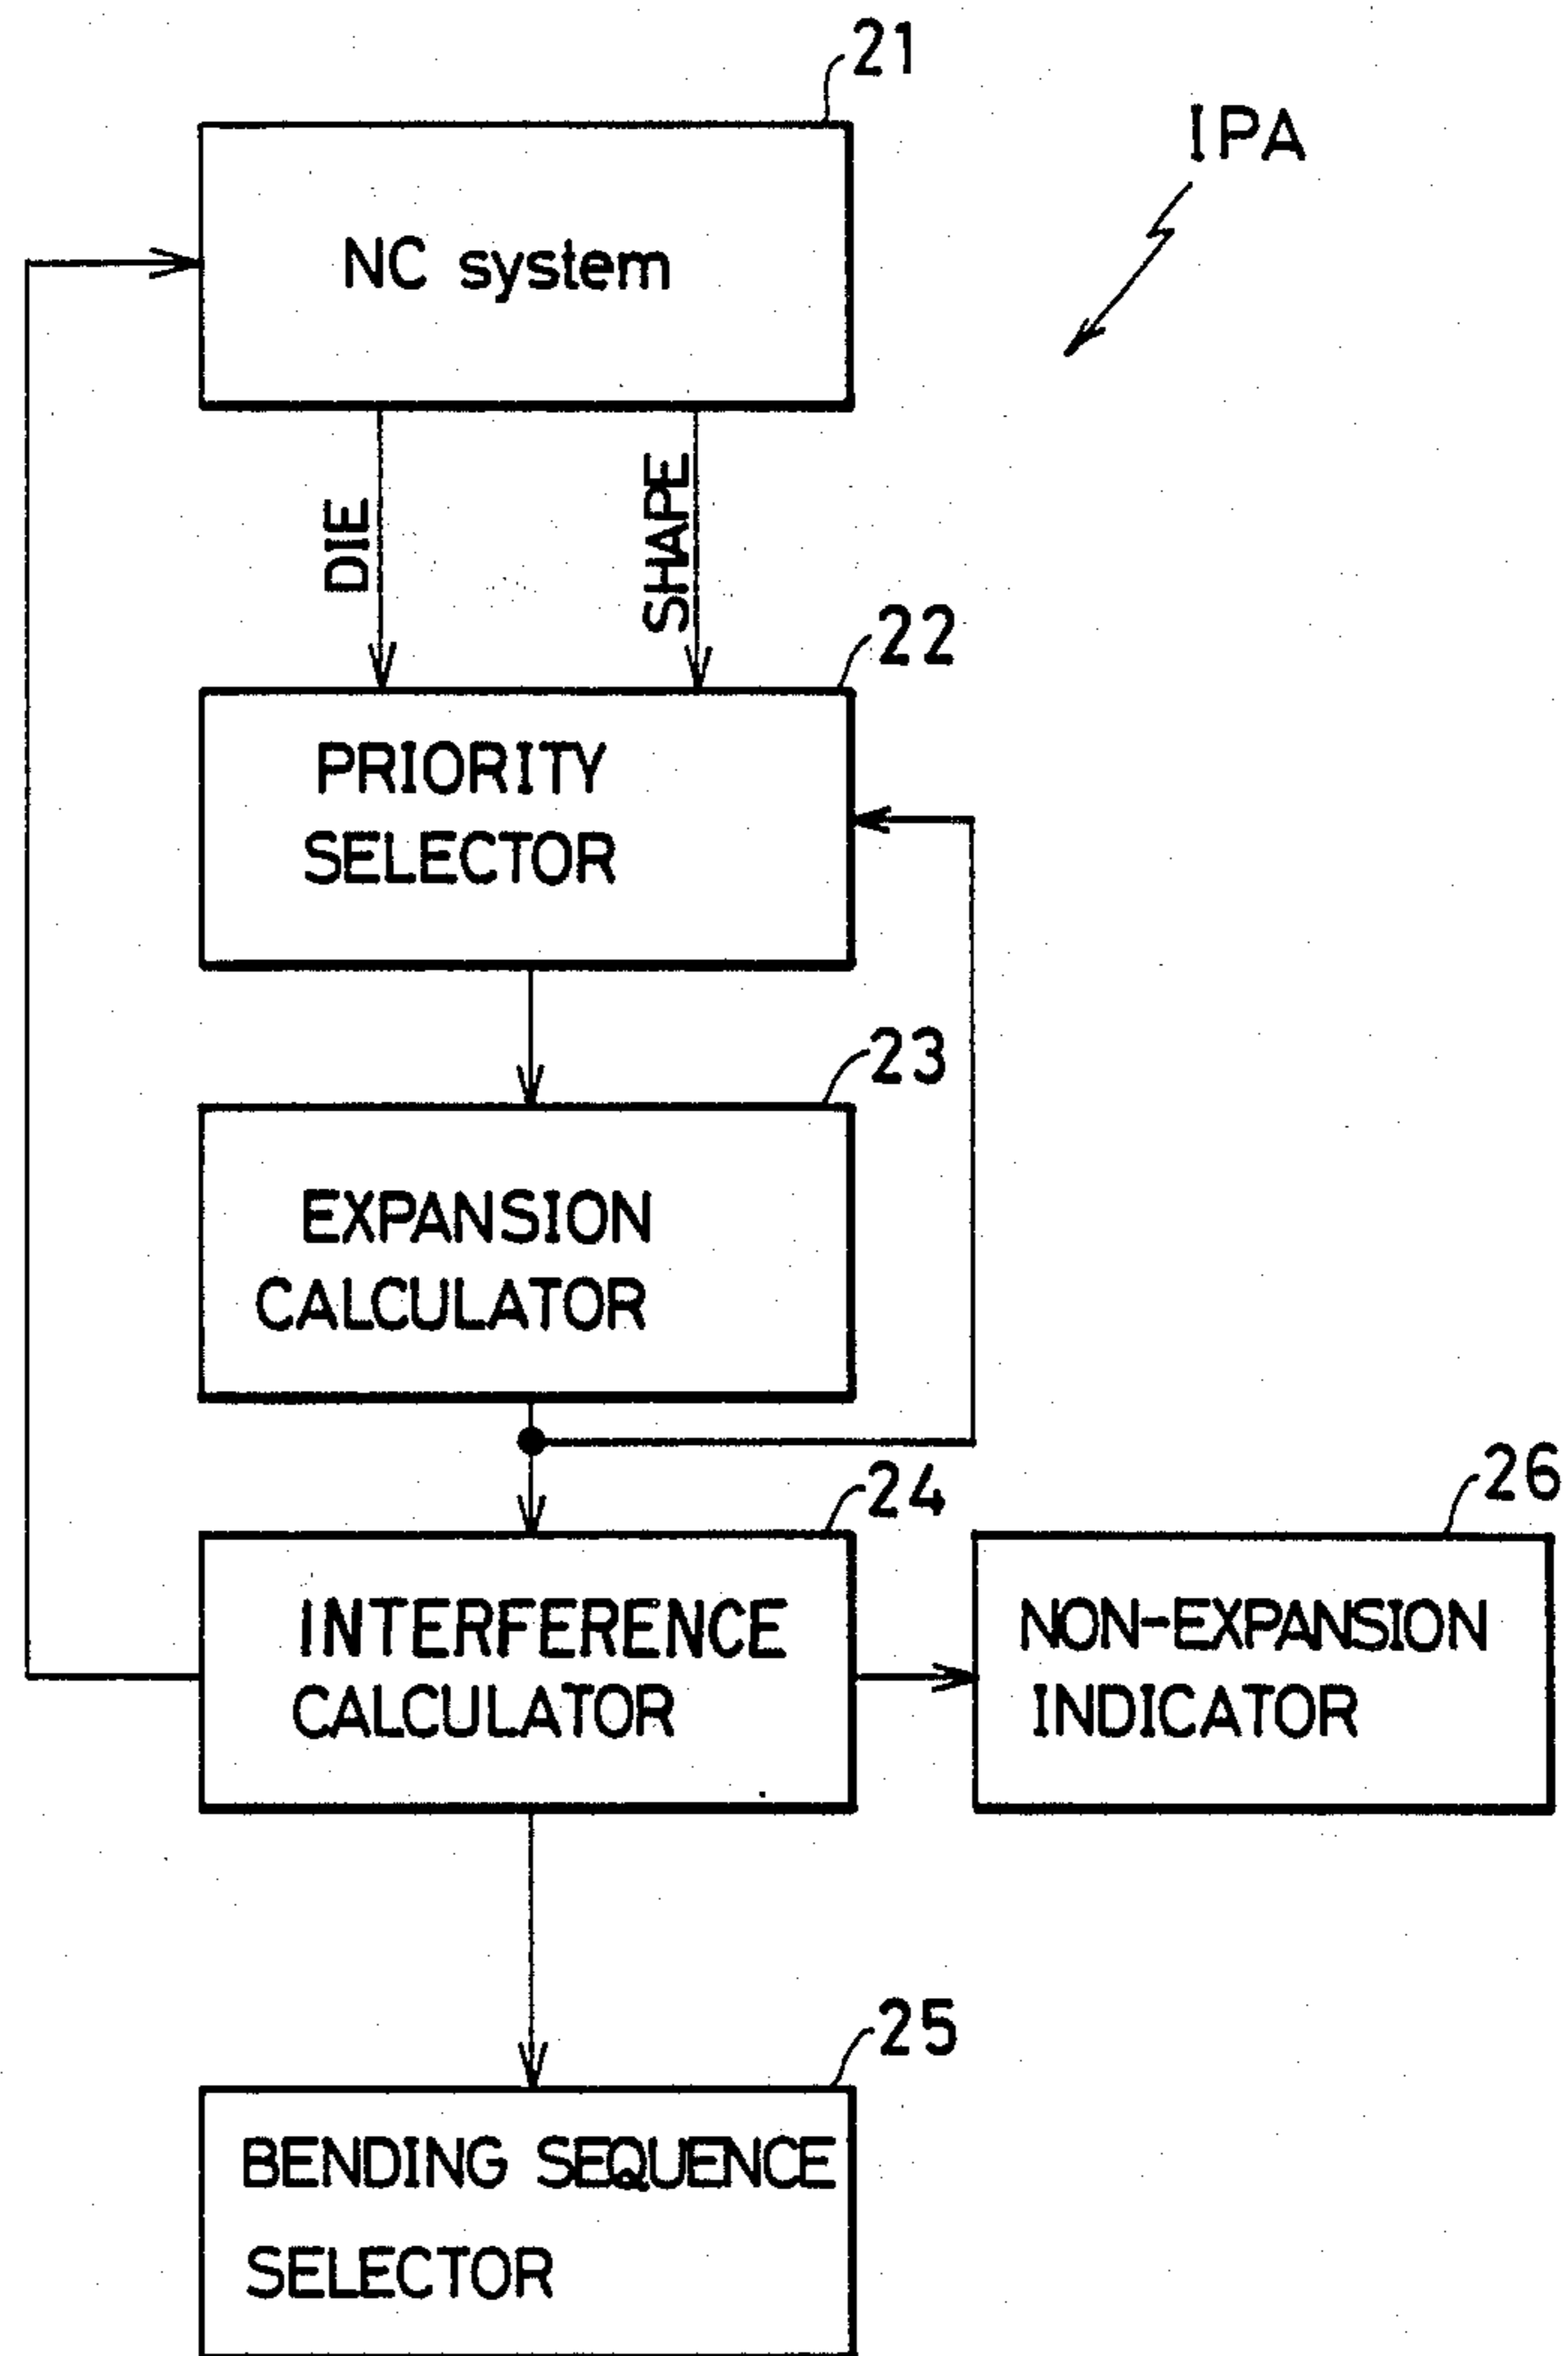 21
IPA
NC system
DIE
SHAPE
22
PRIORITY
SELECTOR
23
EXPANSION
CALCULATOR
24
INTERFERENCE
CALCULATOR
26
NON-EXPANSION
INDICATOR
25
BENDING SEQUENCE
SELECTOR